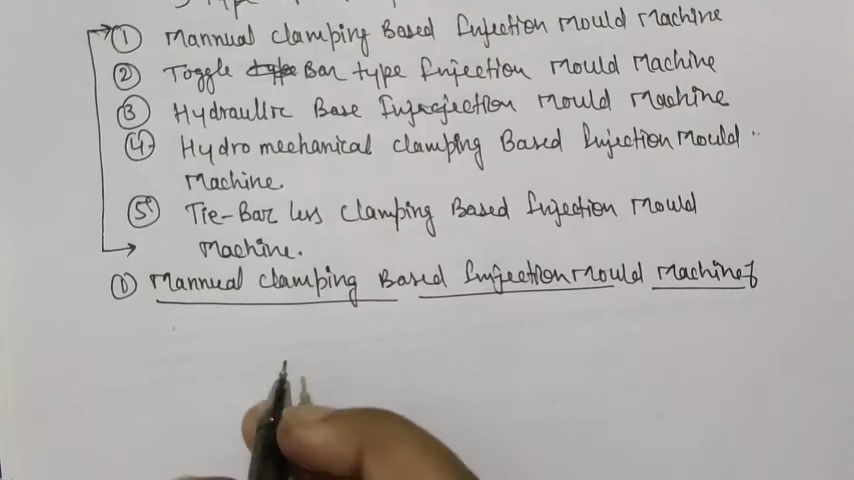 ① Mannual clamping Based Injection Mould Machine
② Toggle Bar type Injection Mould Machine
③ Hydraulic Base Injection Mould Machine
④ Hydromechanical clamping Based Injection Mould
Machine.
⑤ Tie-Bar less clamping Based Injection Mould
Machine.
① Mannual clamping Based Injection Mould Machine